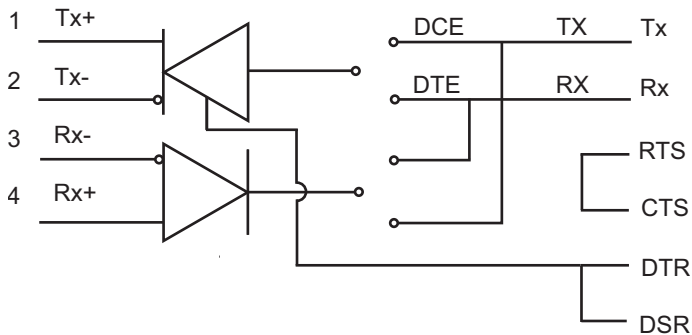 1 Tx+ DCE TX Tx
2 Tx- DTE RX Rx
3 Rx- RTS
4 Rx+ CTS
DTR
DSR